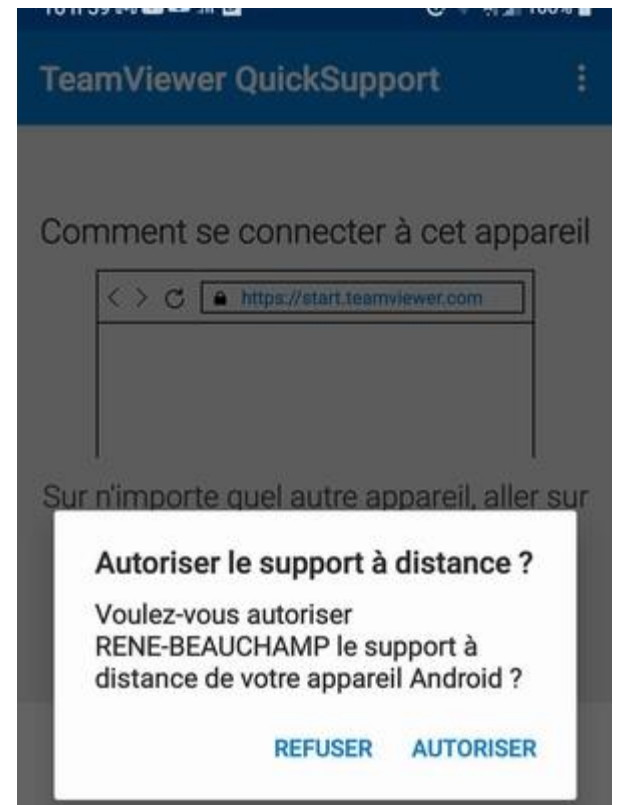 TeamViewer QuickSupport
Comment se connecter à cet appareil
https://start.teamviewer.com
Sur n'importe quel autre appareil, aller sur
Autoriser le support à distance ?
Voulez-vous autoriser
RENE-BEAUCHAMP le support à
distance de votre appareil Android ?
REFUSER AUTORISER